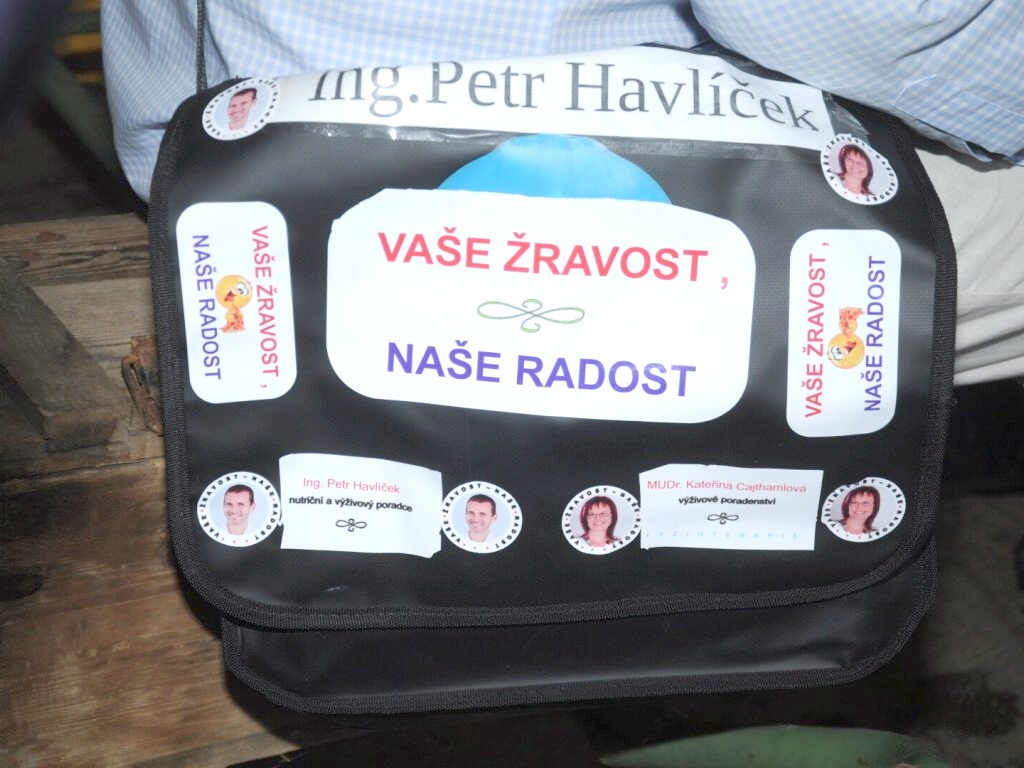 Ing.Petr Havlíček
VAŠE ŽRAVOST ,
NAŠE RADOST
VAŠE ŽRAVOST ,
NAŠE RADOST
VAŠE ŽRAVOST ,
NAŠE RADOST
Ing. Petr Havlíček
nutriční a výživový poradce
MUDr. Kateřina Cajthamlová
výživové poradenství
FYZIOTERAPIE